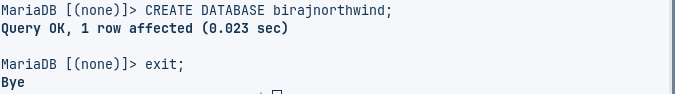 MariaDB [(none)]> CREATE DATABASE birajnorthwind;
Query OK, 1 row affected (0.023 sec)
MariaDB [(none)]> exit;
Bye